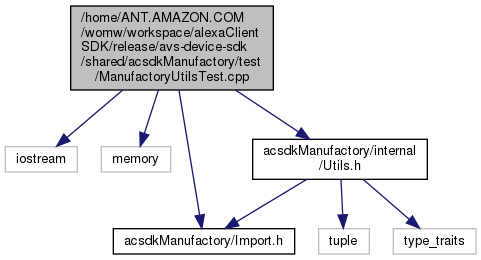 /home/ANT.AMAZON.COM
/womw/workspace/alexaClient
SDK/release/avs-device-sdk
/shared/acsdkManufactory/test
/ManufactoryUtilsTest.cpp
iostream
memory
acsdkManufactory/internal
/Utils.h
acsdkManufactory/Import.h
tuple
type_traits